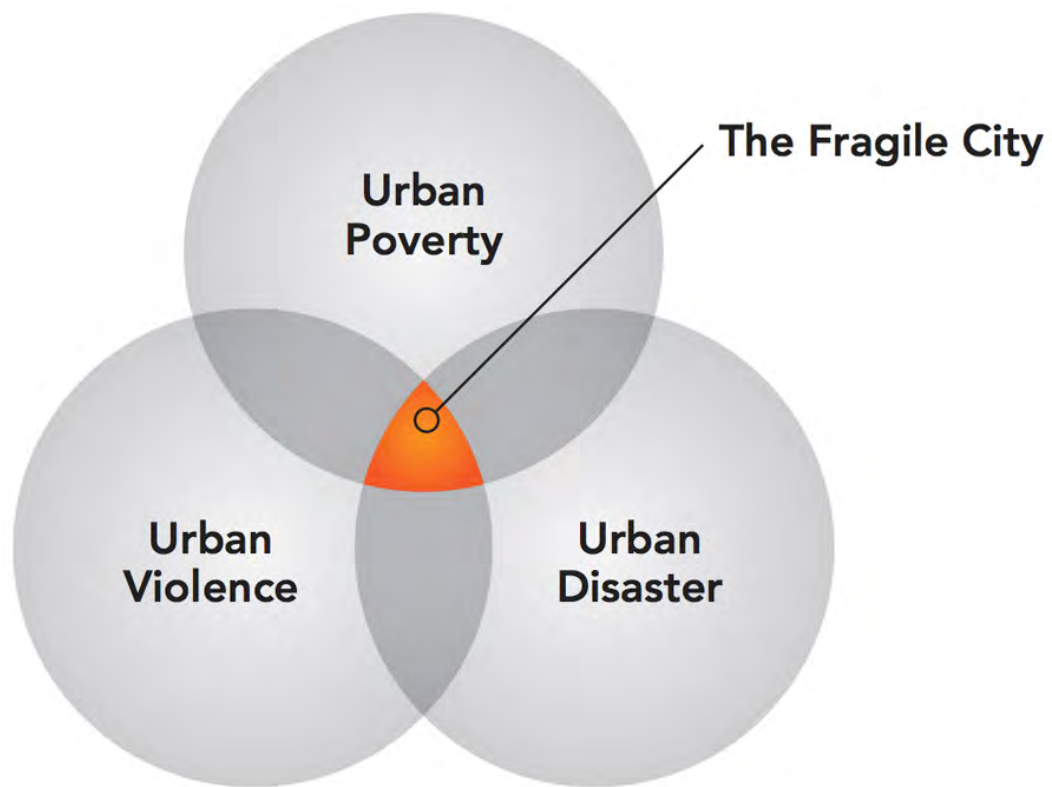 The Fragile City
Urban
Poverty
Urban
Violence
Urban
Disaster